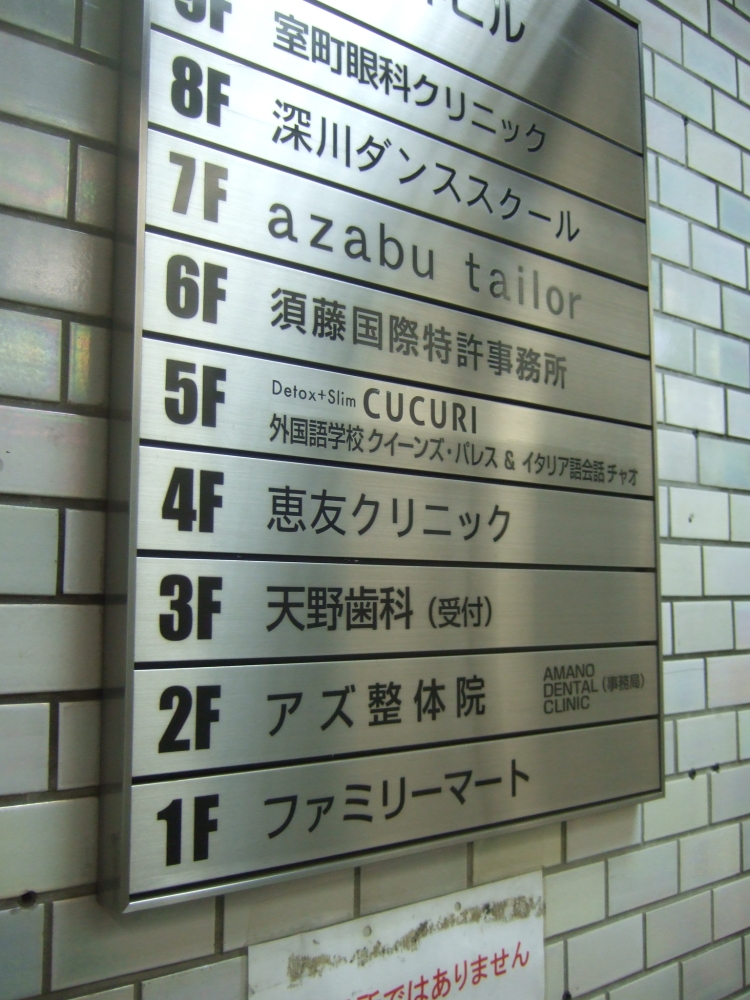 ビル
9F 室町眼科クリニック
8F 深川ダンススクール
7F azabu tailor
6F 須藤国際特許事務所
5F Detox+Slim CUCURI
外国語学校 クイーンズ・パレス & イタリア語会話 チャオ
4F 恵友クリニック
3F 天野歯科 (受付)
2F アズ整体院 AMANO
DENTAL (事務局)
CLINIC
1F ファミリーマート
ではありません